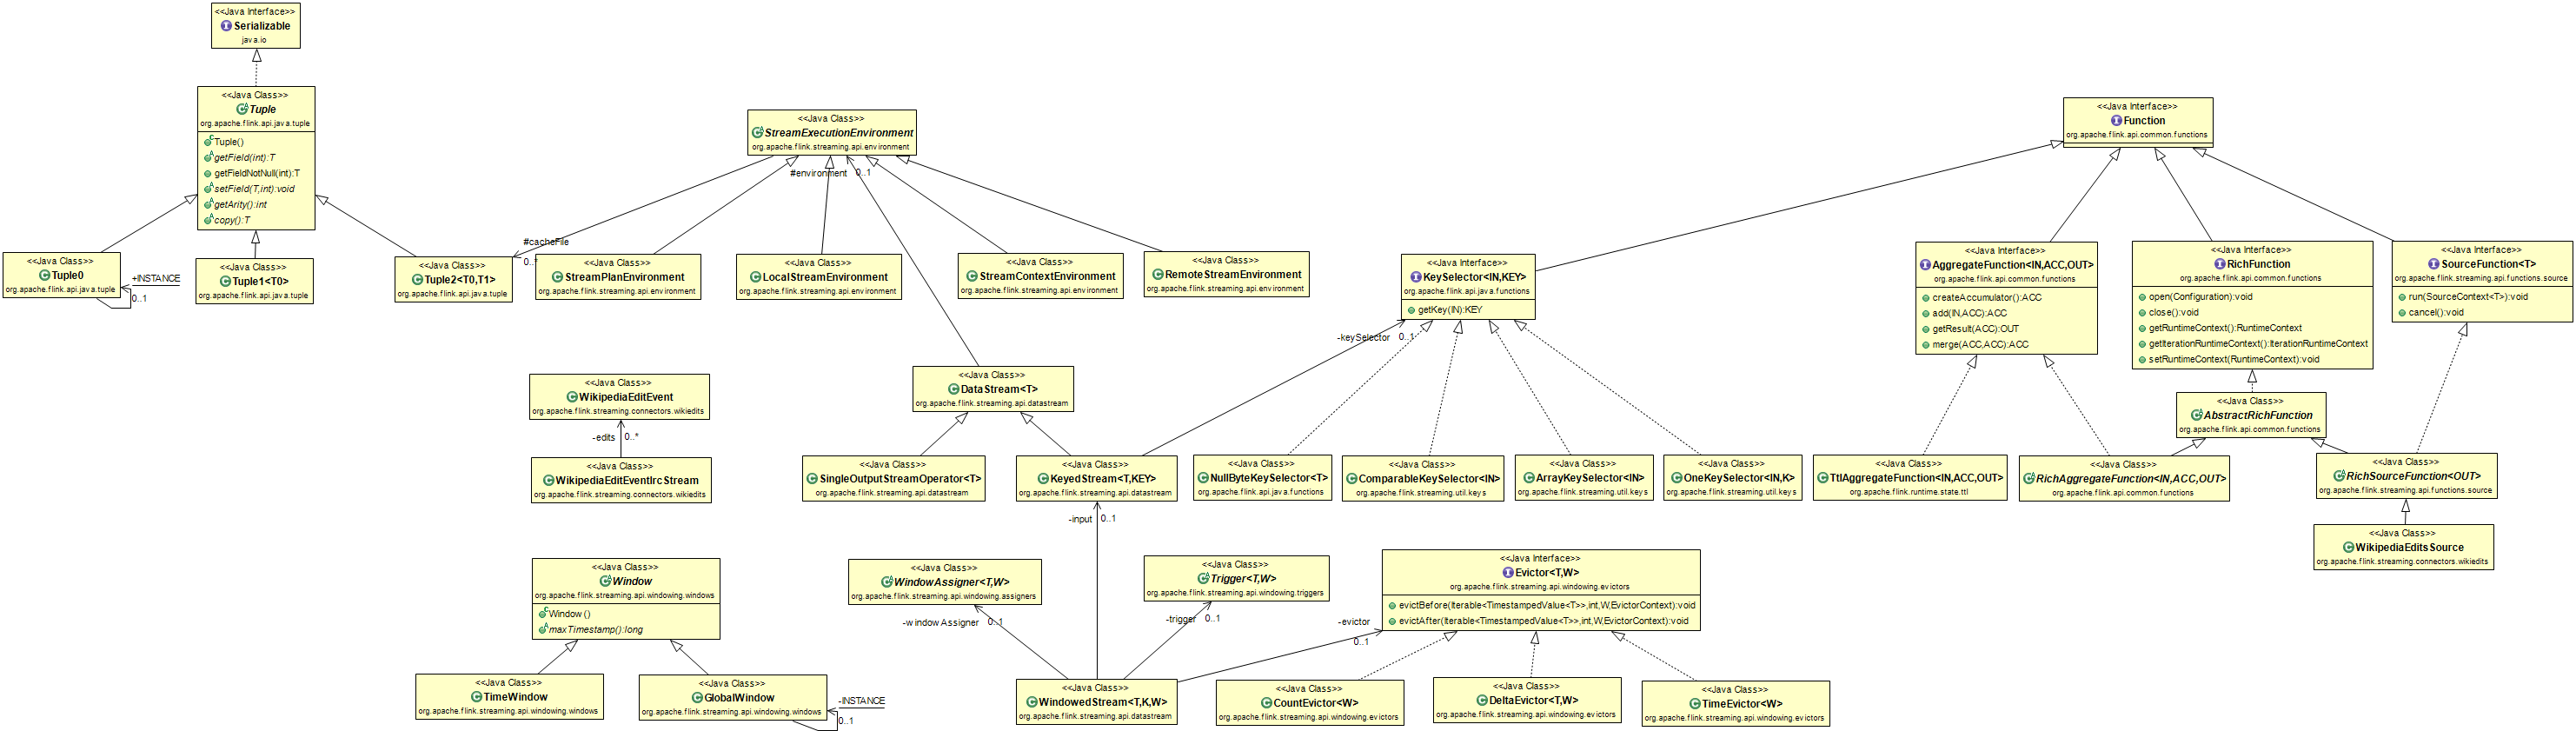 <<Java Interface>>
Serializable
java.io
<<Java Class>>
Tuple
org.apache.flink.api.java.tuple
Tuple()
getField(int):T
getFieldNotNull(int):T
setField(T,int):void
getArity():int
copy():T
<<Java Class>>
Tuple0
org.apache.flink.api.java.tuple
+INSTANCE
0..1
<<Java Class>>
Tuple1<T0>
org.apache.flink.api.java.tuple
<<Java Class>>
Tuple2<T0,T1>
org.apache.flink.api.java.tuple
#cacheFile
0..*
<<Java Class>>
StreamExecutionEnvironment
org.apache.flink.streaming.api.environment
#environment
0..1
<<Java Class>>
StreamPlanEnvironment
org.apache.flink.streaming.api.environment
<<Java Class>>
LocalStreamEnvironment
org.apache.flink.streaming.api.environment
<<Java Class>>
StreamContextEnvironment
org.apache.flink.streaming.api.environment
<<Java Class>>
RemoteStreamEnvironment
org.apache.flink.streaming.api.environment
<<Java Interface>>
Function
org.apache.flink.api.common.functions
<<Java Interface>>
KeySelector<IN,KEY>
org.apache.flink.api.java.functions
getKey(IN):KEY
-keySelector
0..1
<<Java Interface>>
AggregateFunction<IN,ACC,OUT>
org.apache.flink.api.common.functions
createAccumulator():ACC
add(IN,ACC):ACC
getResult(ACC):OUT
merge(ACC,ACC):ACC
<<Java Interface>>
RichFunction
org.apache.flink.api.common.functions
open(Configuration):void
close():void
getRuntimeContext():RuntimeContext
getIterationRuntimeContext():IterationRuntimeContext
setRuntimeContext(RuntimeContext):void
<<Java Interface>>
SourceFunction<T>
org.apache.flink.streaming.api.functions.source
run(SourceContext<T>):void
cancel():void
<<Java Class>>
WikipediaEditEvent
org.apache.flink.streaming.connectors.wikiedits
-edits
0..*
<<Java Class>>
WikipediaEditEventIrcStream
org.apache.flink.streaming.connectors.wikiedits
<<Java Class>>
DataStream<T>
org.apache.flink.streaming.api.datastream
<<Java Class>>
SingleOutputStreamOperator<T>
org.apache.flink.streaming.api.datastream
<<Java Class>>
KeyedStream<T,KEY>
org.apache.flink.streaming.api.datastream
-input
0..1
<<Java Class>>
NullByteKeySelector<T>
org.apache.flink.api.java.functions
<<Java Class>>
ComparableKeySelector<IN>
org.apache.flink.streaming.util.keys
<<Java Class>>
ArrayKeySelector<IN>
org.apache.flink.streaming.util.keys
<<Java Class>>
OneKeySelector<IN,K>
org.apache.flink.streaming.util.keys
<<Java Class>>
TtlAggregateFunction<IN,ACC,OUT>
org.apache.flink.runtime.state.ttl
<<Java Class>>
AbstractRichFunction
org.apache.flink.api.common.functions
<<Java Class>>
RichAggregateFunction<IN,ACC,OUT>
org.apache.flink.api.common.functions
<<Java Class>>
RichSourceFunction<OUT>
org.apache.flink.streaming.api.functions.source
<<Java Class>>
WikipediaEditsSource
org.apache.flink.streaming.connectors.wikiedits
<<Java Class>>
Window
org.apache.flink.streaming.api.windowing.windows
Window()
maxTimestamp():long
<<Java Class>>
TimeWindow
org.apache.flink.streaming.api.windowing.windows
<<Java Class>>
GlobalWindow
org.apache.flink.streaming.api.windowing.windows
-INSTANCE
0..1
<<Java Class>>
WindowAssigner<T,W>
org.apache.flink.streaming.api.windowing.assigners
-windowAssigner
0..1
<<Java Class>>
Trigger<T,W>
org.apache.flink.streaming.api.windowing.triggers
-trigger
0..1
<<Java Interface>>
Evictor<T,W>
org.apache.flink.streaming.api.windowing.evictors
evictBefore(Iterable<TimestampedValue<T>>,int,W,EvictorContext):void
evictAfter(Iterable<TimestampedValue<T>>,int,W,EvictorContext):void
-evictor
0..1
<<Java Class>>
WindowedStream<T,K,W>
org.apache.flink.streaming.api.datastream
<<Java Class>>
CountEvictor<W>
org.apache.flink.streaming.api.windowing.evictors
<<Java Class>>
DeltaEvictor<T,W>
org.apache.flink.streaming.api.windowing.evictors
<<Java Class>>
TimeEvictor<W>
org.apache.flink.streaming.api.windowing.evictors